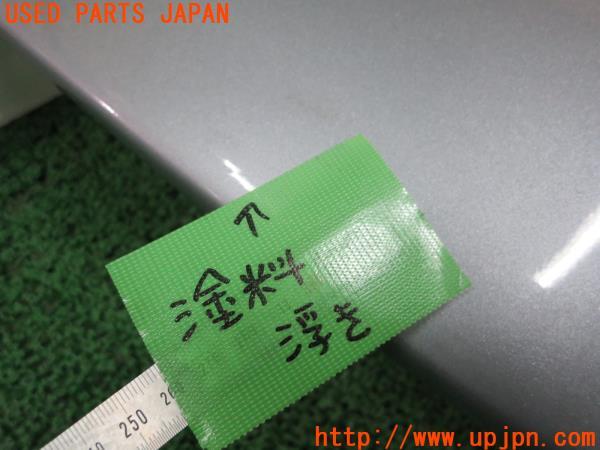 USED PARTS JAPAN
↑
塗料
浮き
250
http://www.upjpn.com